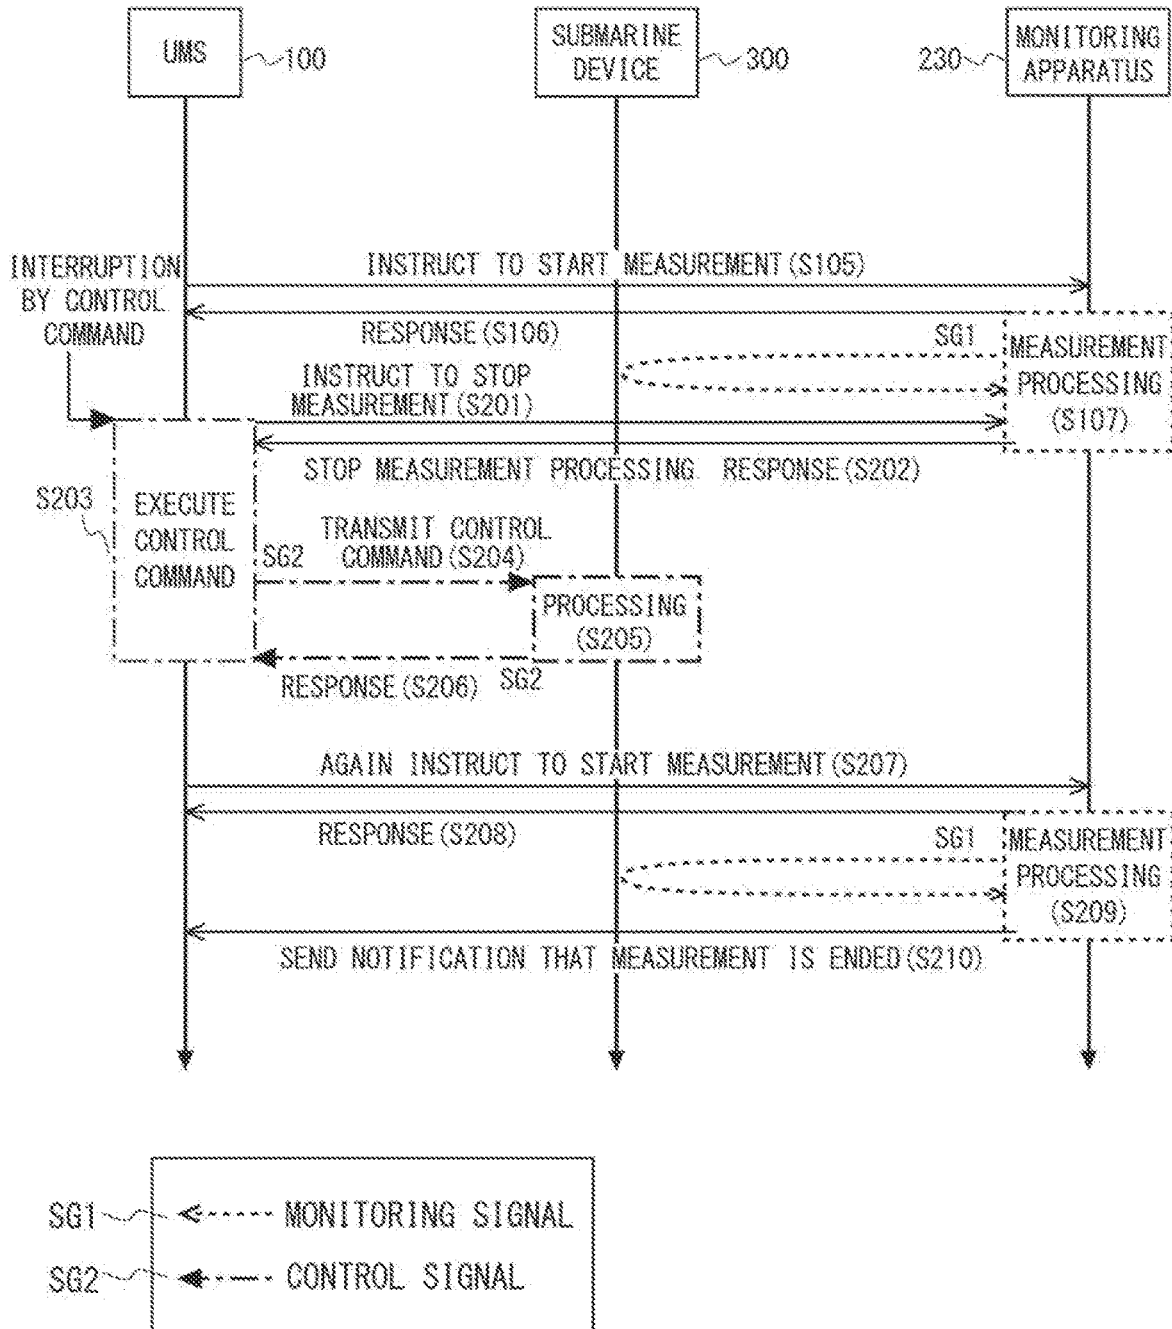 UMS
100
SUBMARINE
DEVICE
300
230
MONITORING
APPARATUS
INTERRUPTION
BY CONTROL
COMMAND
INSTRUCT TO START MEASUREMENT(S105)
RESPONSE(S106)
SG1
MEASUREMENT
PROCESSING
(S107)
INSTRUCT TO STOP
MEASUREMENT(S201)
STOP MEASUREMENT PROCESSING RESPONSE(S202)
S203
EXECUTE
CONTROL
COMMAND
TRANSMIT CONTROL
COMMAND(S204)
SG2
PROCESSING
(S205)
RESPONSE(S206)
SG2
AGAIN INSTRUCT TO START MEASUREMENT(S207)
RESPONSE(S208)
SG1
MEASUREMENT
PROCESSING
(S209)
SEND NOTIFICATION THAT MEASUREMENT IS ENDED(S210)
SG1
MONITORING SIGNAL
SG2
CONTROL SIGNAL